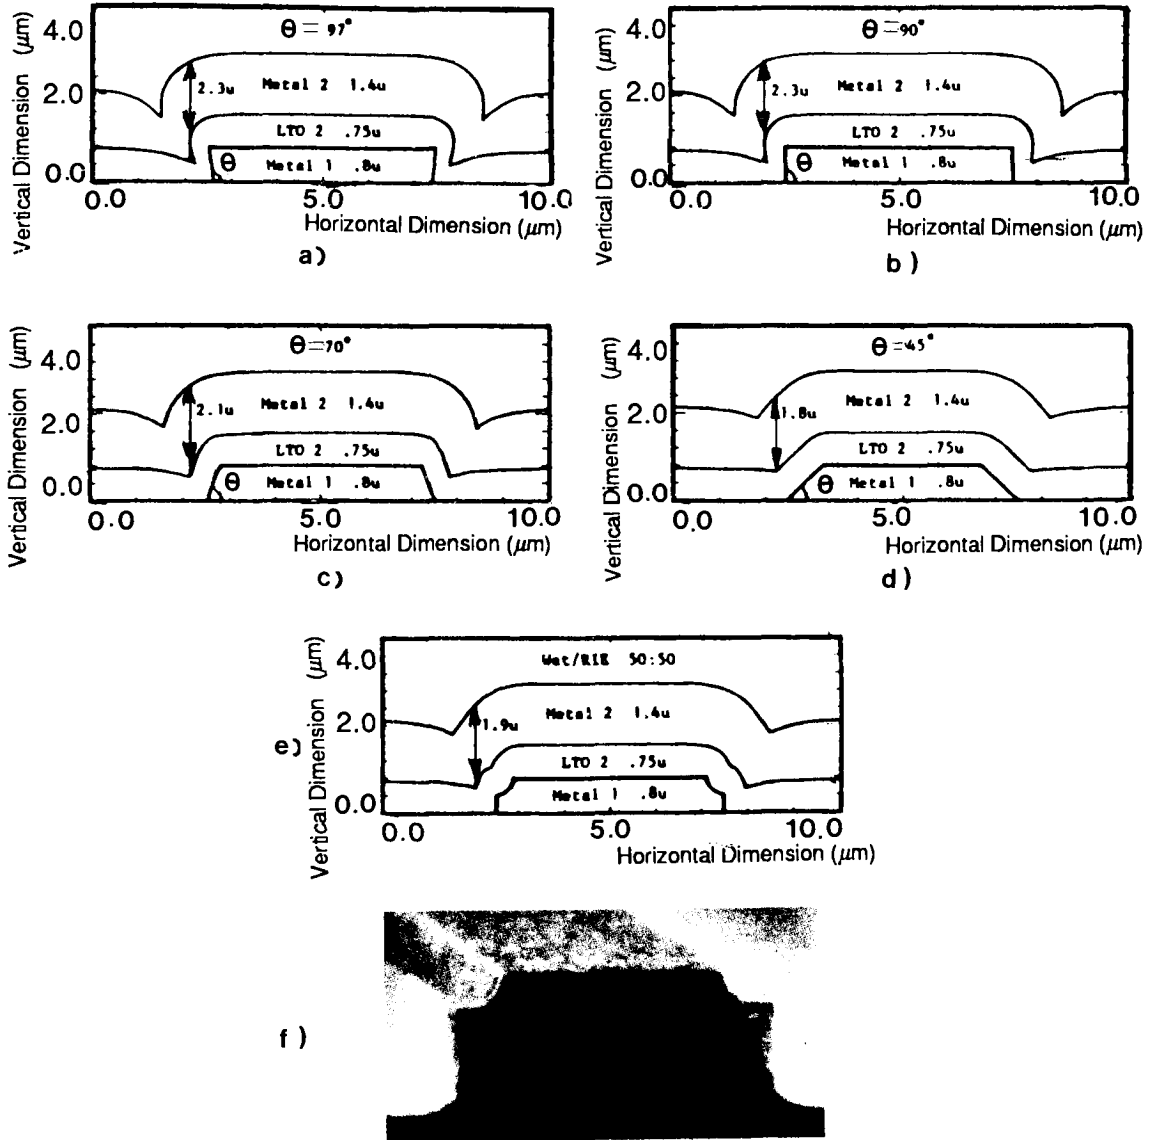 Vertical Dimension (μm)
4.0
2.0
0.0
θ = 97°
2.3u
Metal 2 1.4u
LTO 2 .75u
θ Metal 1 .8u
0.0 5.0 10.0
Horizontal Dimension (μm)
a)
Vertical Dimension (μm)
4.0
2.0
0.0
θ=90°
2.3u
Metal 2 1.4u
LTO 2 .75u
θ Metal 1 .8u
0.0 5.0 10.0
Horizontal Dimension (μm)
b)
Vertical Dimension (μm)
4.0
2.0
0.0
θ=70°
2.1u
Metal 2 1.4u
LTO 2 .75u
θ Metal 1 .8u
0.0 5.0 10.0
Horizontal Dimension (μm)
c)
Vertical Dimension (μm)
4.0
2.0
0.0
θ=45°
1.8u
Metal 2 1.4u
LTO 2 .75u
θ Metal 1 .8u
0.0 5.0 10.0
Horizontal Dimension (μm)
d)
e)
Vertical Dimension (μm)
4.0
2.0
0.0
Wet/RIE 50:50
1.9u
Metal 2 1.4u
LTO 2 .75u
Metal 1 .8u
0.0 5.0 10.0
Horizontal Dimension (μm)
f)